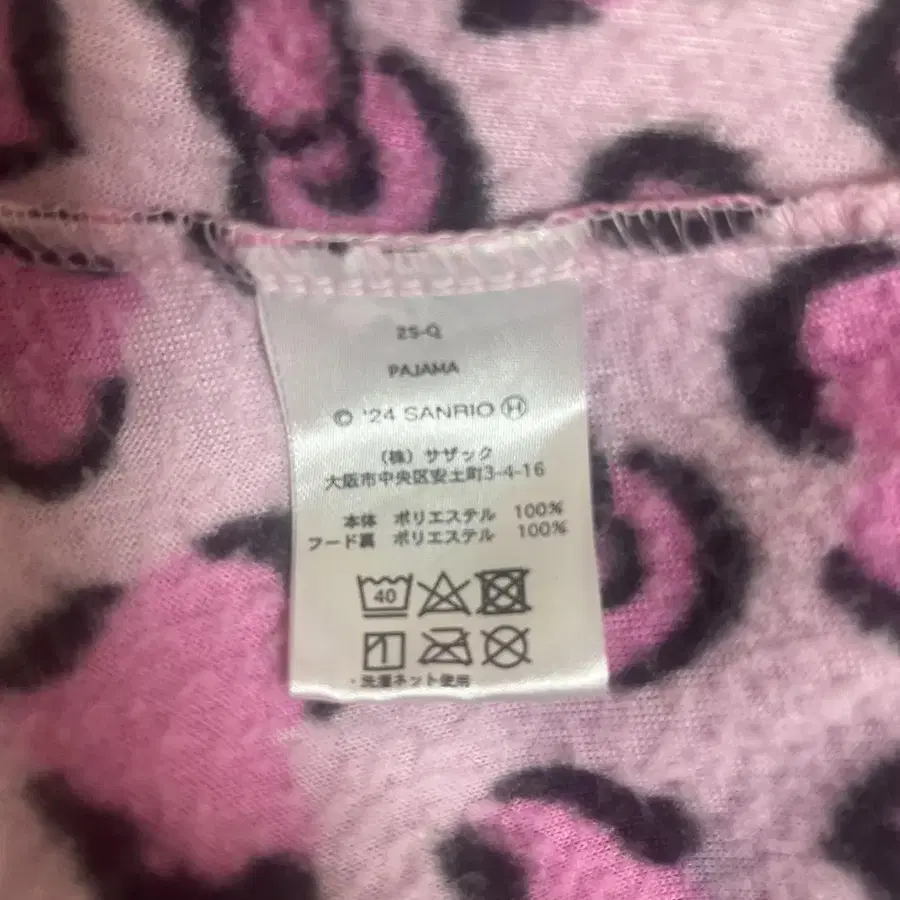 2S-Q
PAJAMA
© '24 SANRIO Ⓗ
(株) サザック
大阪市中央区安土町3-4-16
本体 ポリエステル 100%
フード裏 ポリエステル 100%
40
・洗濯ネット使用